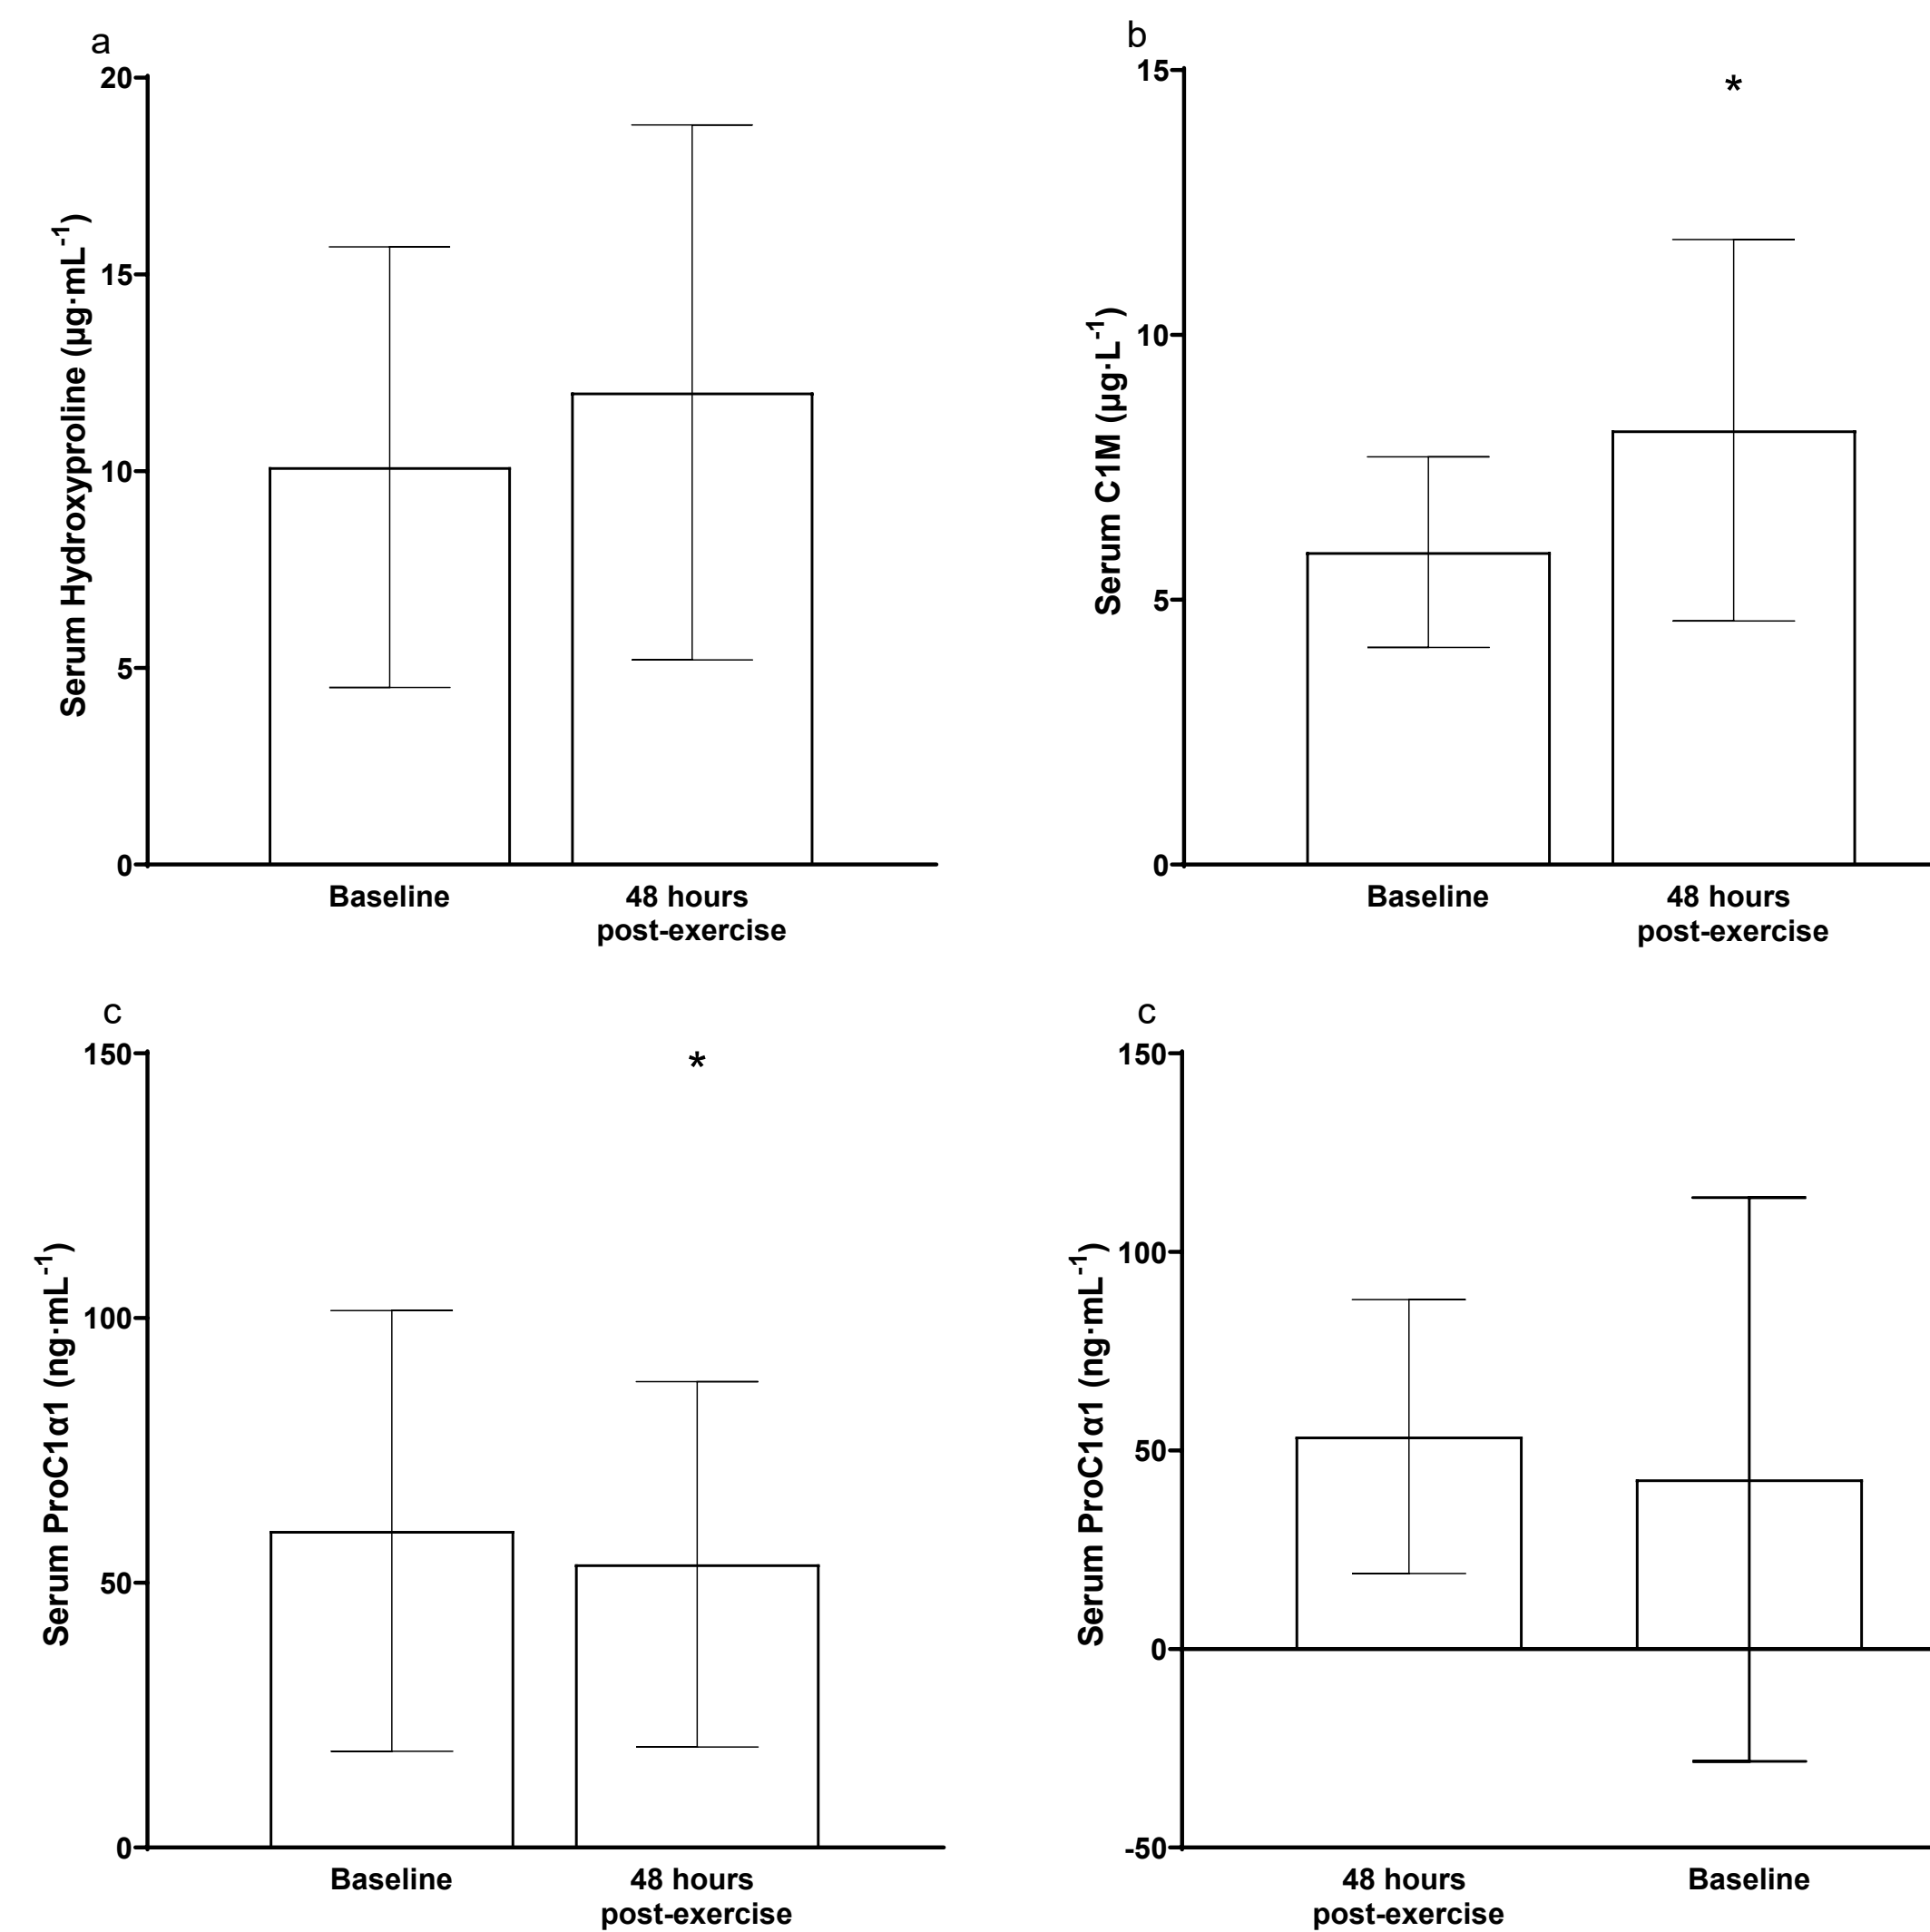 a
20
15
10
5
0
Serum Hydroxyproline (µg·mL⁻¹)
Baseline
48 hours
post-exercise
b
*
15
10
5
0
Serum C1M (µg·L⁻¹)
Baseline
48 hours
post-exercise
c
*
150
100
50
0
Serum ProC1α1 (ng·mL⁻¹)
Baseline
48 hours
post-exercise
c
150
100
50
0
-50
Serum ProC1α1 (ng·mL⁻¹)
48 hours
post-exercise
Baseline